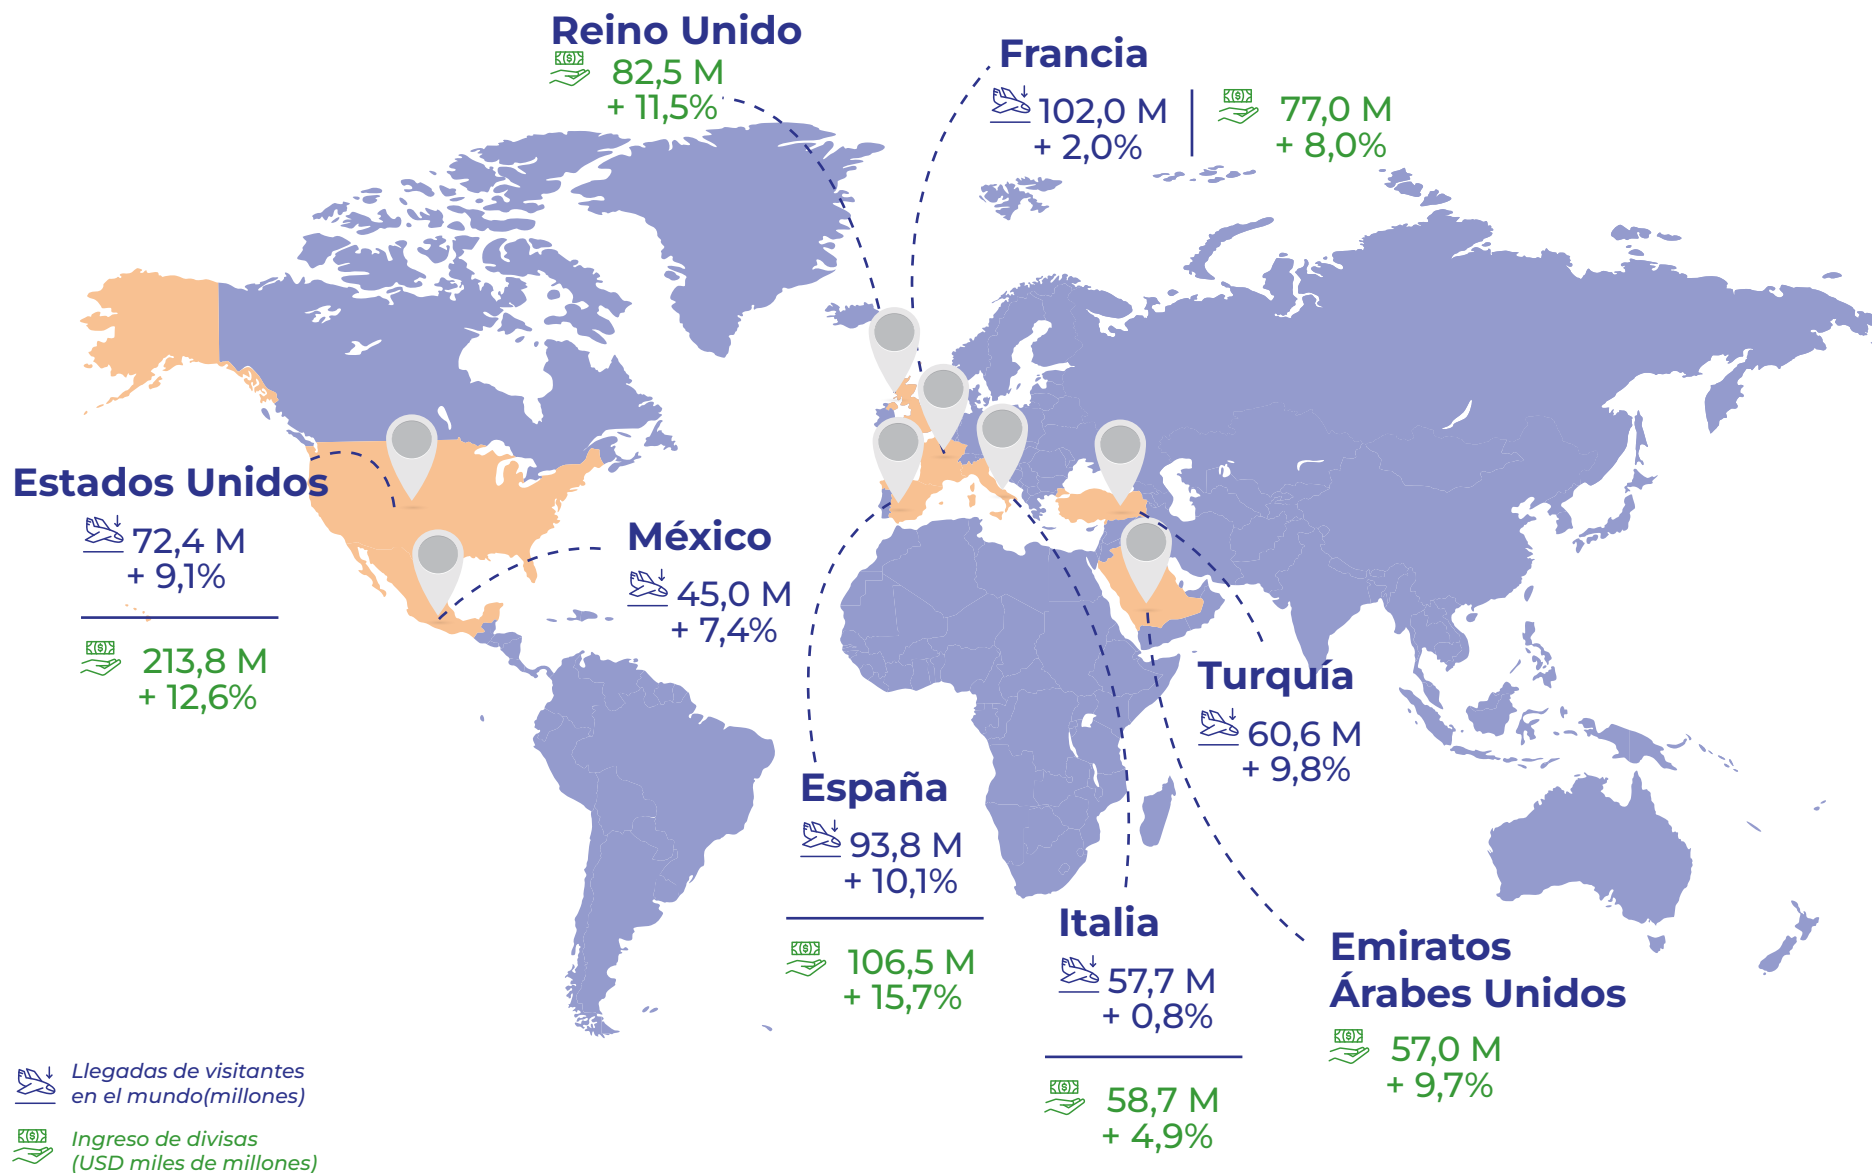 Reino Unido
82,5 M
+ 11,5%
Francia
102,0 M
+ 2,0%
77,0 M
+ 8,0%
Estados Unidos
72,4 M
+ 9,1%
213,8 M
+ 12,6%
México
45,0 M
+ 7,4%
Turquía
60,6 M
+ 9,8%
España
93,8 M
+ 10,1%
106,5 M
+ 15,7%
Italia
57,7 M
+ 0,8%
58,7 M
+ 4,9%
Emiratos
Árabes Unidos
57,0 M
+ 9,7%
Llegadas de visitantes
en el mundo(millones)
Ingreso de divisas
(USD miles de millones)